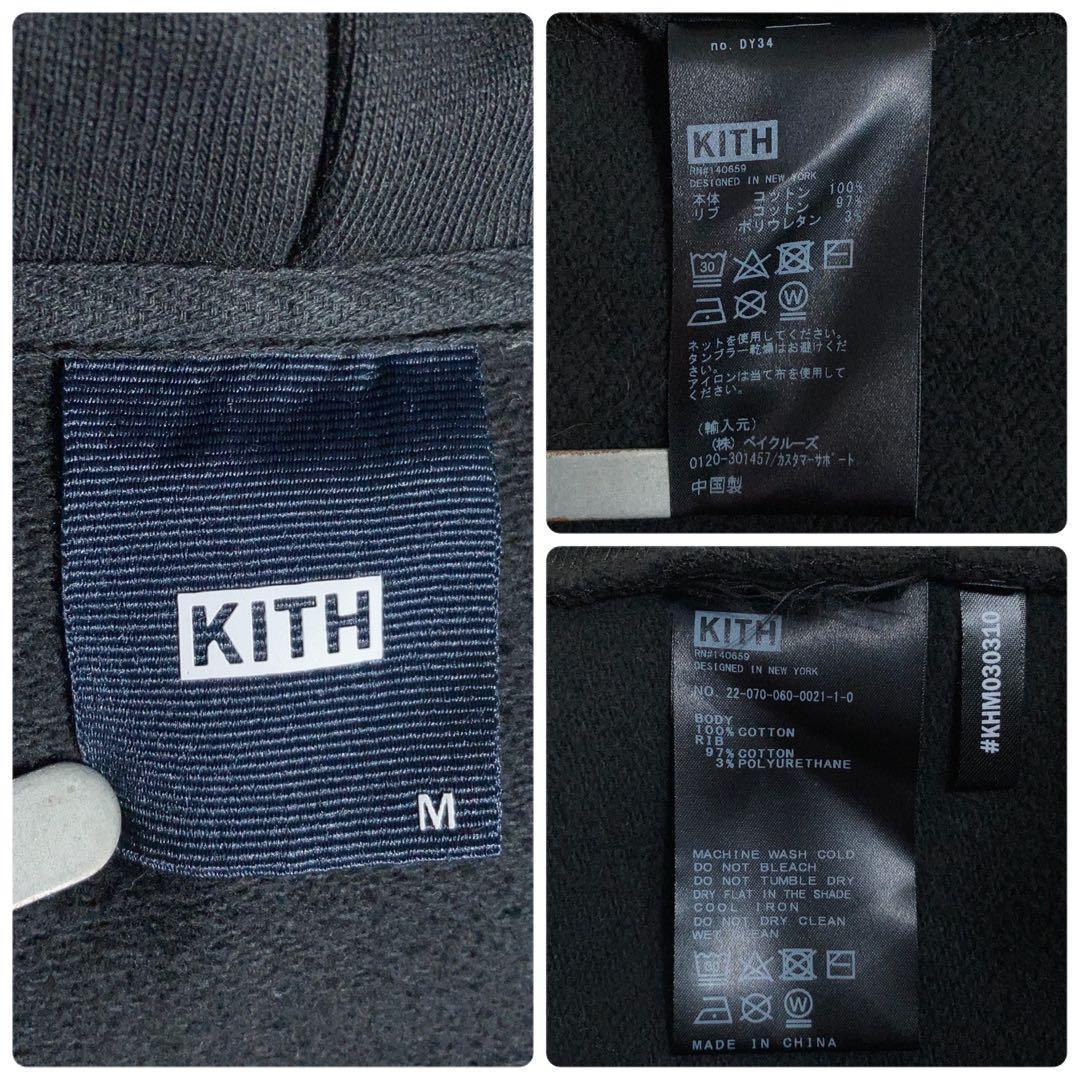 KITH
M
no. DY34
KITH
RN#140659
DESIGNED IN NEW YORK
本体 コットン 100%
リブ コットン 97%
ポリウレタン 3%
30
W
ネットを使用してください。
タンブラー乾燥はお避けくだ
さい。
アイロンは当て布を使用して
ください。
(輸入元)
(株) ベイクルーズ
0120-301457/カスタマーサポート
中国製
KITH
RN#140659
DESIGNED IN NEW YORK
NO. 22-070-060-0021-1-0
BODY
100% COTTON
RIB
97% COTTON
3% POLYURETHANE
MACHINE WASH COLD
DO NOT BLEACH
DO NOT TUMBLE DRY
DRY FLAT IN THE SHADE
COOL IRON
DO NOT DRY CLEAN
WET CLEAN
30
W
MADE IN CHINA
#KHM030310